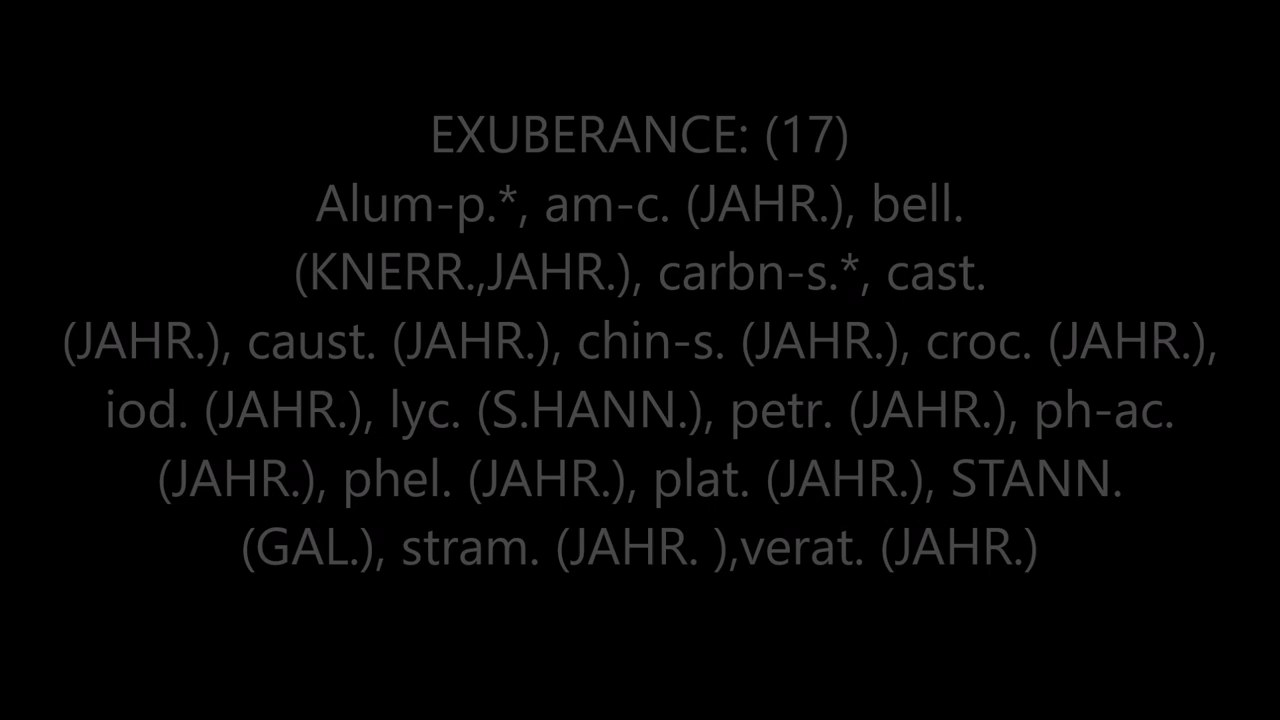 EXUBERANCE: (17)
Alum-p.*, am-c. (JAHR.), bell.
(KNERR.,JAHR.), carbn-s.*, cast.
(JAHR.), caust. (JAHR.), chin-s. (JAHR.), croc. (JAHR.),
iod. (JAHR.), lyc. (S.HANN.), petr. (JAHR.), ph-ac.
(JAHR.), phel. (JAHR.), plat. (JAHR.), STANN.
(GAL.), stram. (JAHR. ),verat. (JAHR.)